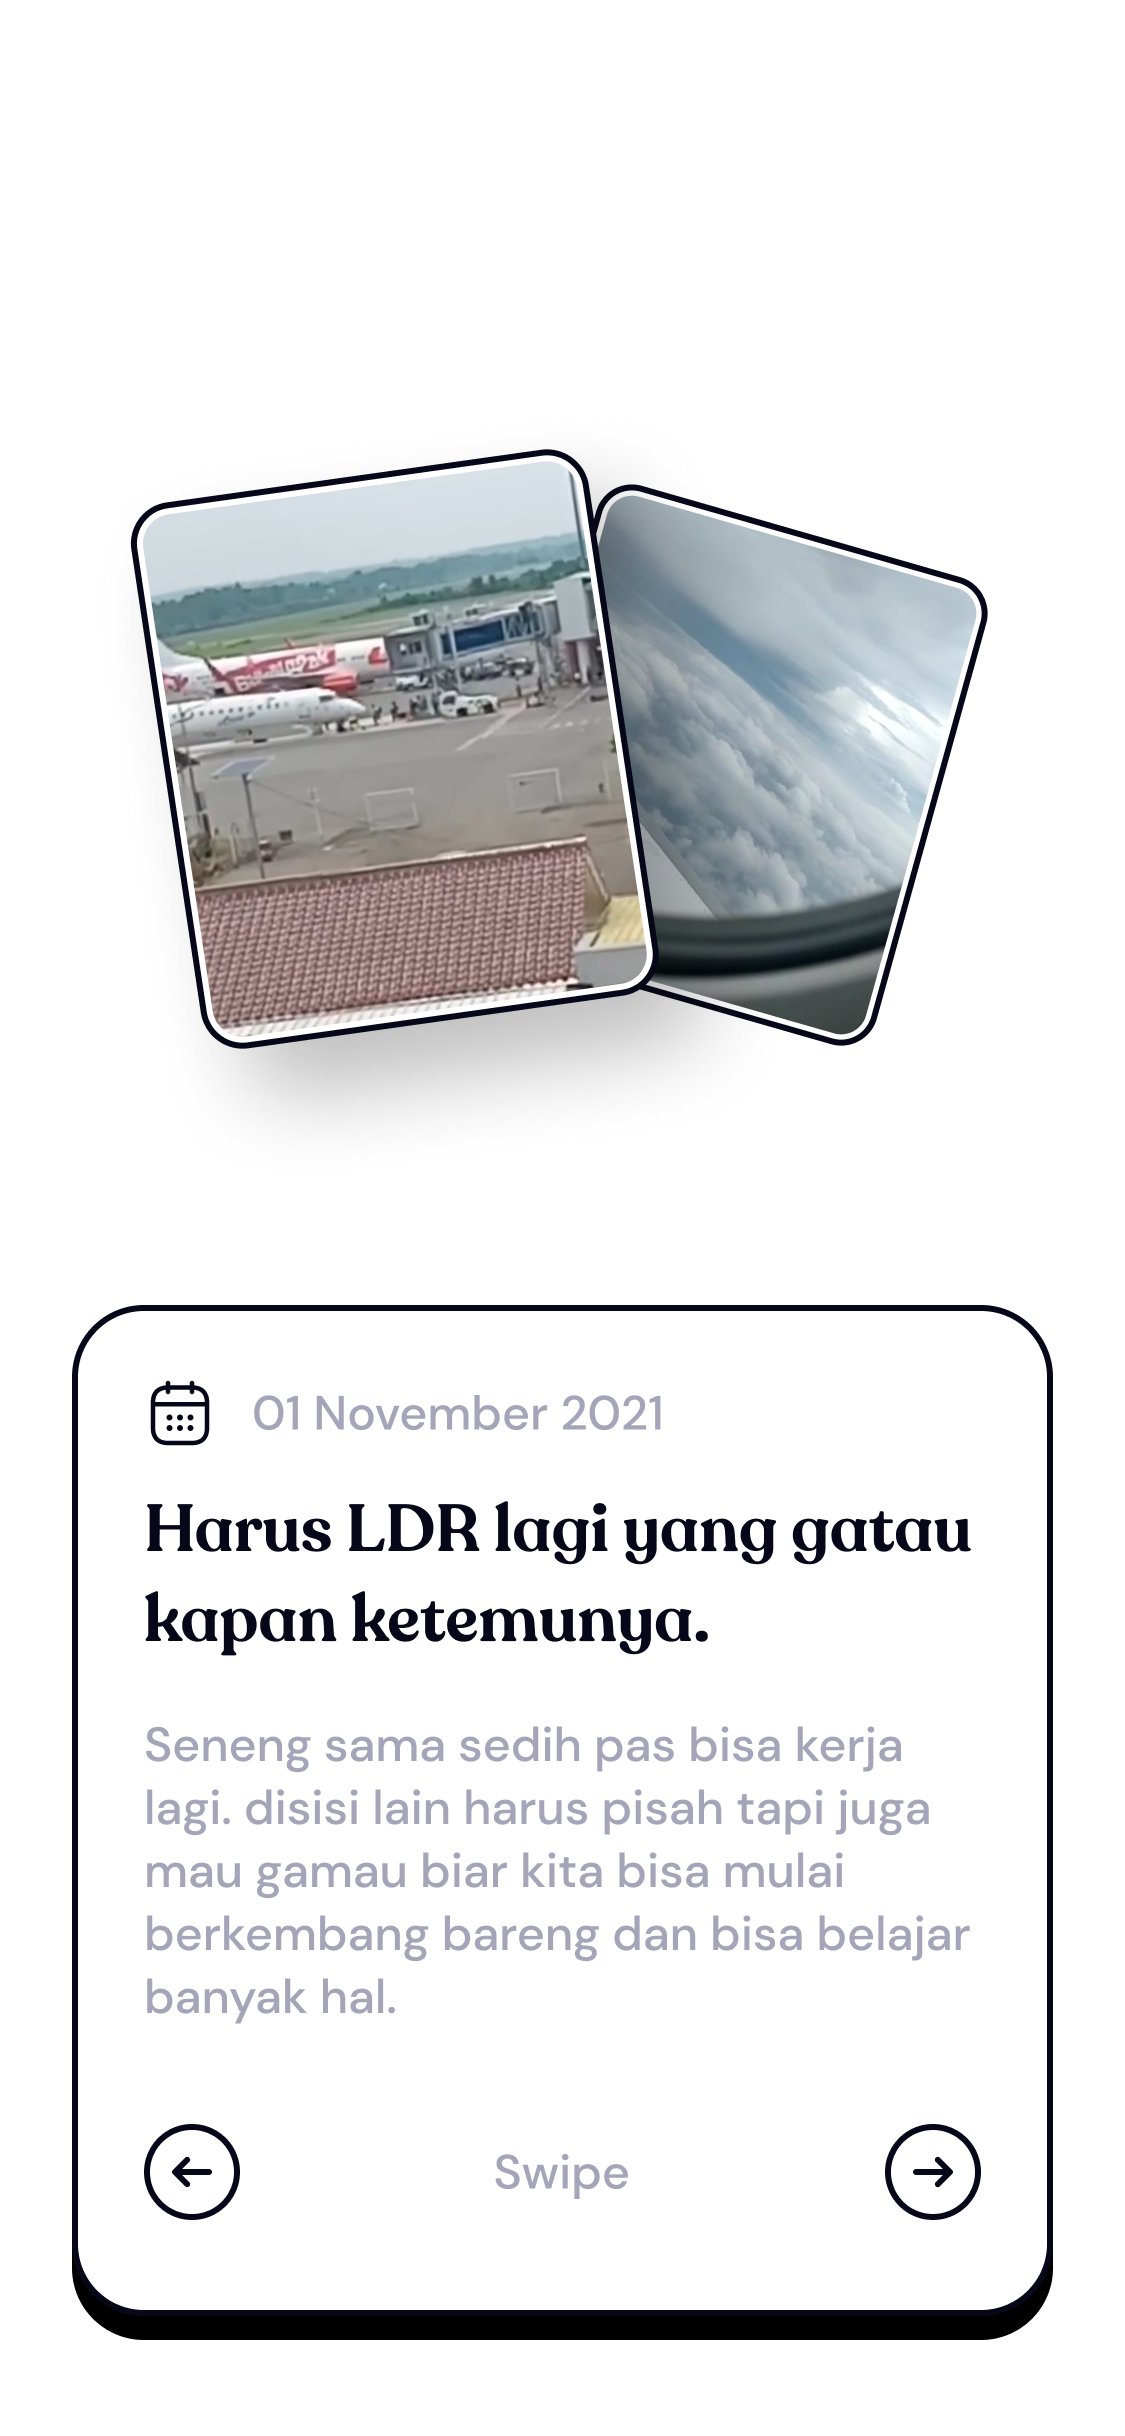 01 November 2021
Harus LDR lagi yang gatau
kapan ketemunya.
Seneng sama sedih pas bisa kerja
lagi. disisi lain harus pisah tapi juga
mau gamau biar kita bisa mulai
berkembang bareng dan bisa belajar
banyak hal.
Swipe